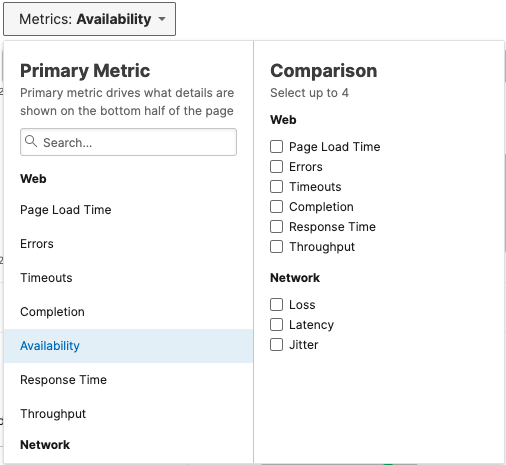 Metrics: Availability
Primary Metric
Primary metric drives what details are
shown on the bottom half of the page
Search...
Web
Page Load Time
Errors
Timeouts
Completion
Availability
Response Time
Throughput
Network
Comparison
Select up to 4
Web
Page Load Time
Errors
Timeouts
Completion
Response Time
Throughput
Network
Loss
Latency
Jitter